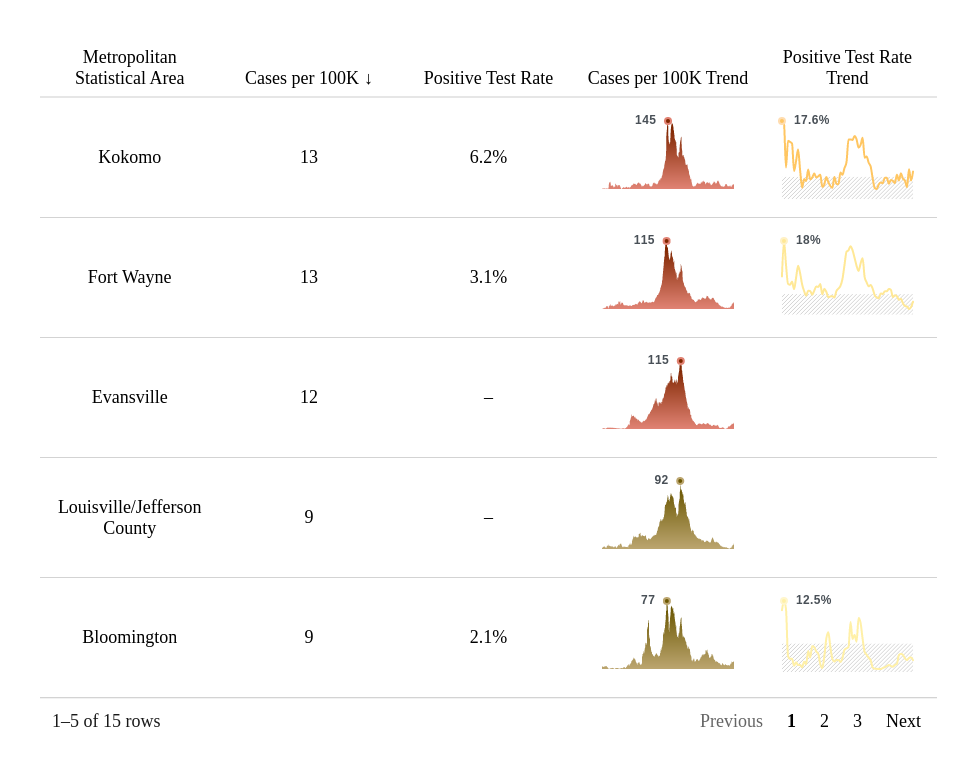 Metropolitan
Statistical Area
Cases per 100K ↓
Positive Test Rate
Cases per 100K Trend
Positive Test Rate
Trend
Kokomo
13
6.2%
145
17.6%
Fort Wayne
13
3.1%
115
18%
Evansville
12
–
115
Louisville/Jefferson
County
9
–
92
Bloomington
9
2.1%
77
12.5%
1–5 of 15 rows
Previous 1 2 3 Next